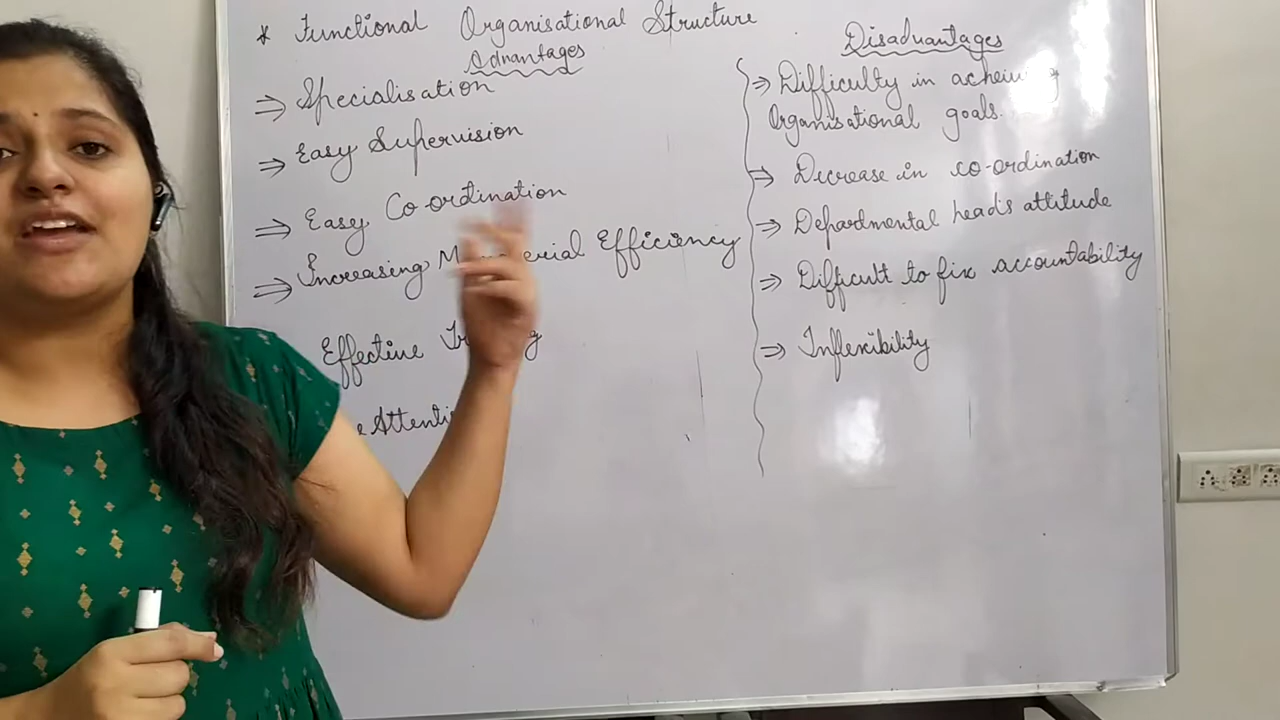 * Functional Organisational Structure
Advantages
⇒ Specialisation
⇒ Easy Supervision
⇒ Easy Co-ordination
⇒ Increasing Efficiency
Effective
Disadvantages
⇒ Difficulty in
Organisational goals.
⇒ Decrease in co-ordination
⇒ Departmental heads attitude
⇒ Difficult to fix accountability
⇒ Inflexibility